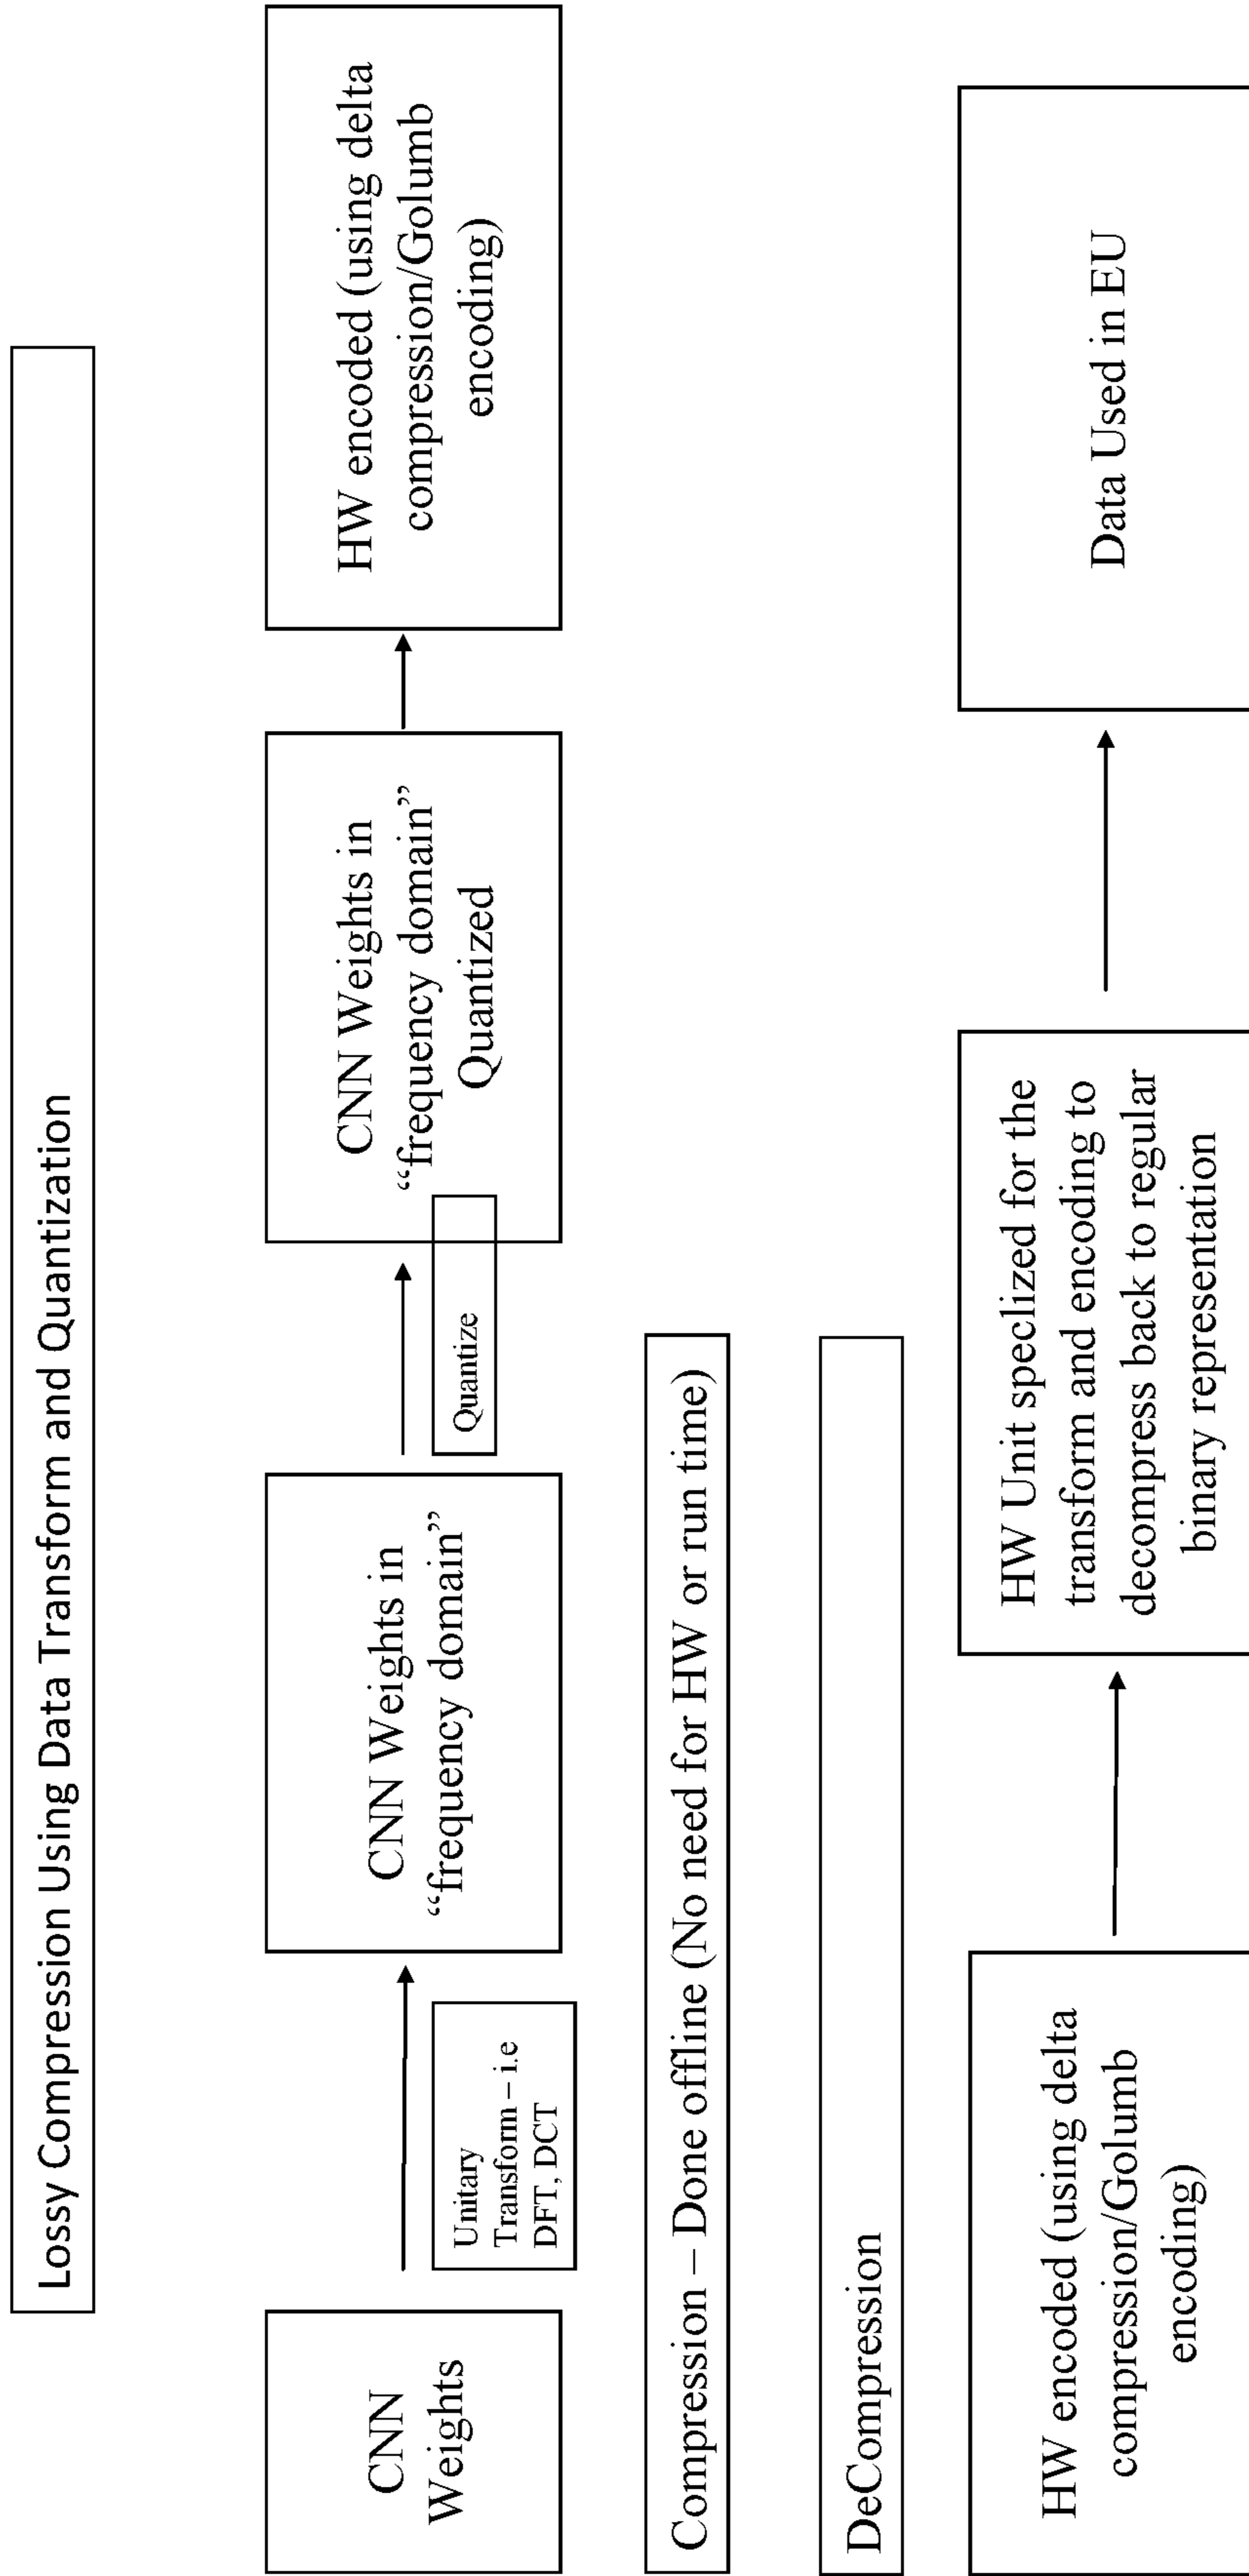 Lossy Compression Using Data Transform and Quantization
CNN
Weights
Unitary
Transform – i.e
DFT, DCT
CNN Weights in
“frequency domain”
Quantize
CNN Weights in
“frequency domain”
Quantized
HW encoded (using delta
compression/Golumb
encoding)
Compression – Done offline (No need for HW or run time)
DeCompression
HW encoded (using delta
compression/Golumb
encoding)
HW Unit speclized for the
transform and encoding to
decompress back to regular
binary representation
Data Used in EU